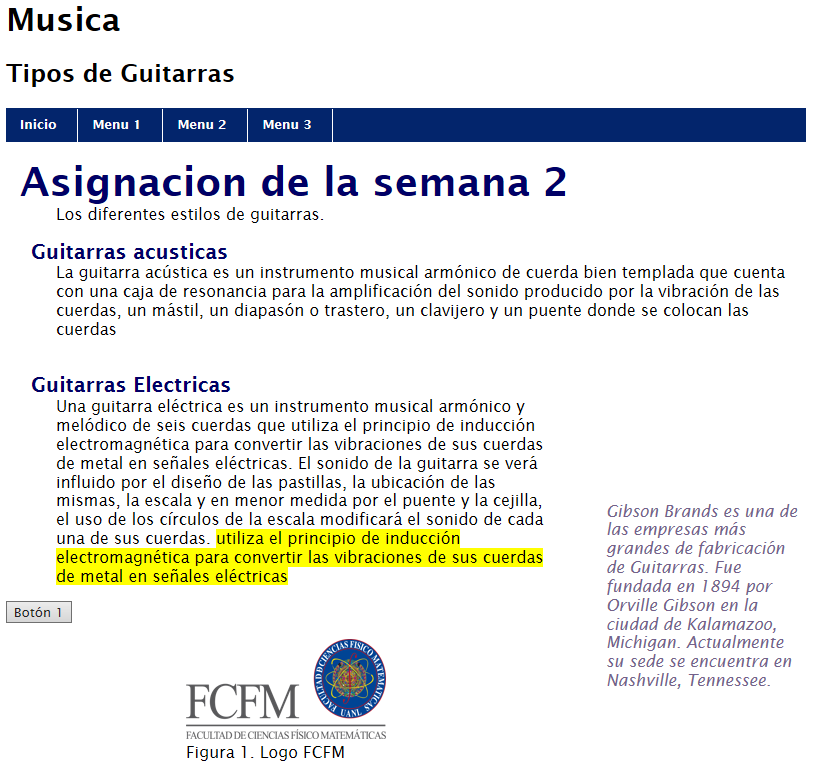 Musica
Tipos de Guitarras
Inicio
Menu 1
Menu 2
Menu 3
Asignacion de la semana 2
Los diferentes estilos de guitarras.
Guitarras acusticas
La guitarra acústica es un instrumento musical armónico de cuerda bien templada que cuenta
con una caja de resonancia para la amplificación del sonido producido por la vibración de las
cuerdas, un mástil, un diapasón o trastero, un clavijero y un puente donde se colocan las
cuerdas
Guitarras Electricas
Una guitarra eléctrica es un instrumento musical armónico y
melódico de seis cuerdas que utiliza el principio de inducción
electromagnética para convertir las vibraciones de sus cuerdas
de metal en señales eléctricas. El sonido de la guitarra se verá
influido por el diseño de las pastillas, la ubicación de las
mismas, la escala y en menor medida por el puente y la cejilla,
el uso de los círculos de la escala modificará el sonido de cada
una de sus cuerdas. utiliza el principio de inducción
electromagnética para convertir las vibraciones de sus cuerdas
de metal en señales eléctricas
Gibson Brands es una de
las empresas más
grandes de fabricación
de Guitarras. Fue
fundada en 1894 por
Orville Gibson en la
ciudad de Kalamazoo,
Michigan. Actualmente
su sede se encuentra en
Nashville, Tennessee.
Botón 1
FCFM
FACULTAD DE CIENCIAS FÍSICO MATEMÁTICAS
UANL
FACULTAD DE CIENCIAS FÍSICO MATEMÁTICAS
Figura 1. Logo FCFM